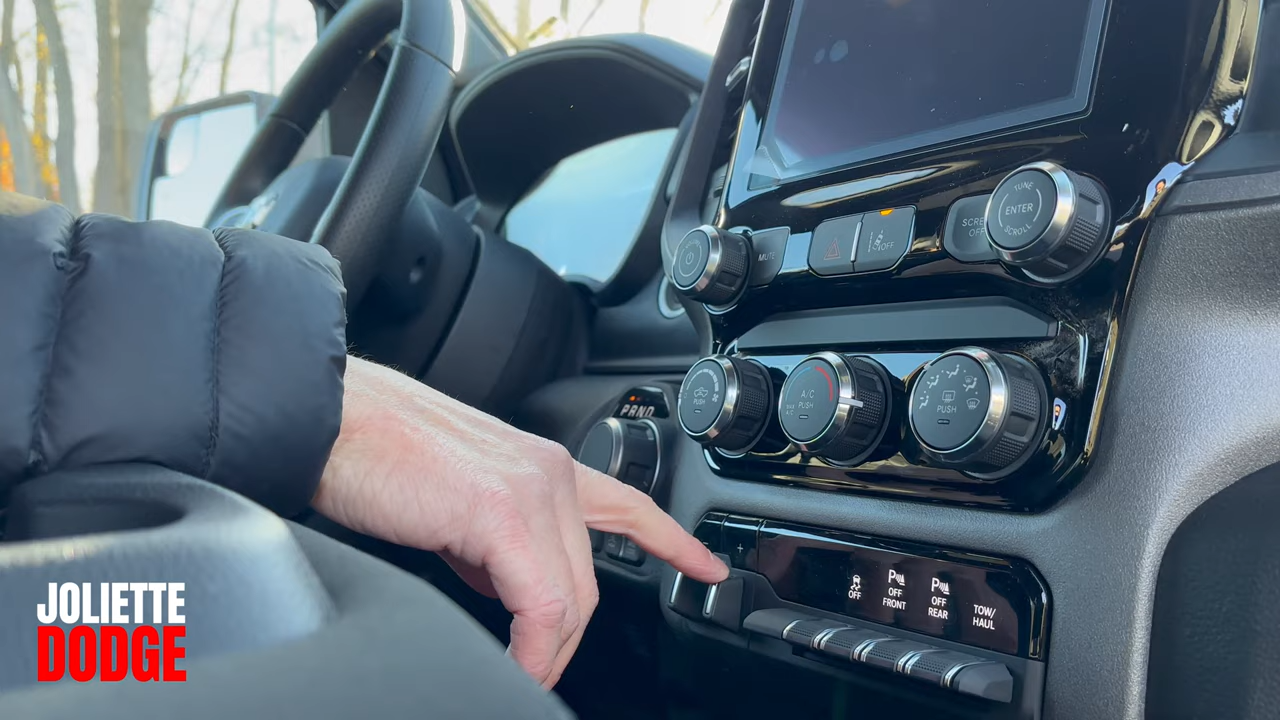 TUNE
ENTER
SCROLL
MUTE
OFF
OFF
PUSH
A/C
PUSH
MAX
A/C
PUSH
PRND
+
OFF
P
OFF
FRONT
P
OFF
REAR
TOW/
HAUL
JOLIETTE
DODGE